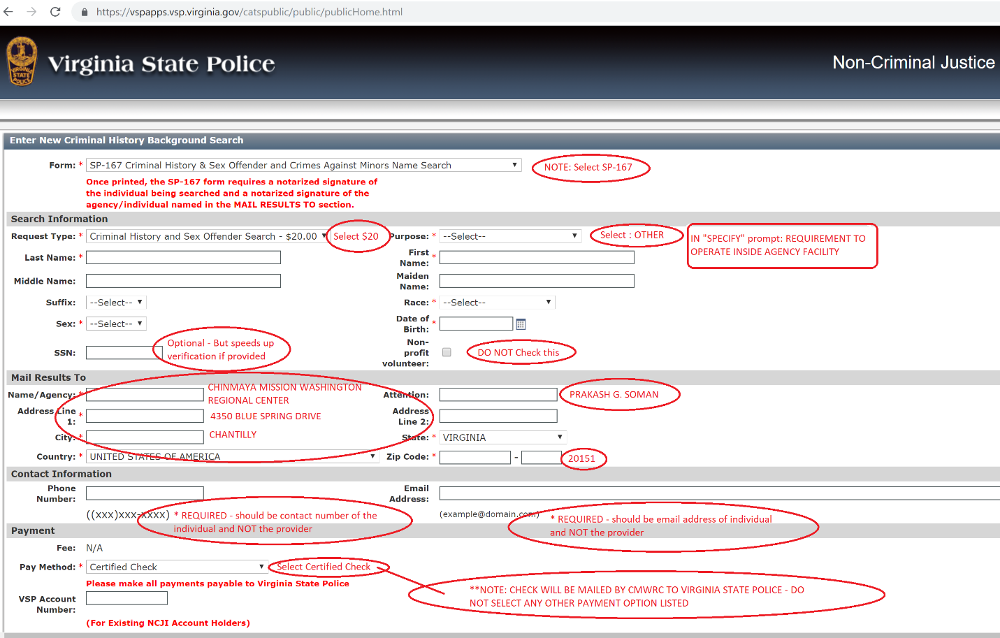 https://vspapps.vsp.virginia.gov/catspublic/public/publicHome.html
VIRGINIA
STATE
POLICE
Virginia State Police
Non-Criminal Justice
Enter New Criminal History Background Search
Form: * SP-167 Criminal History & Sex Offender and Crimes Against Minors Name Search
NOTE: Select SP-167
Once printed, the SP-167 form requires a notarized signature of
the individual being searched and a notarized signature of the
agency/individual named in the MAIL RESULTS TO section.
Search Information
Request Type: * Criminal History and Sex Offender Search - $20.00
Select $20
Purpose: * --Select--
Select : OTHER
IN "SPECIFY" prompt: REQUIREMENT TO
OPERATE INSIDE AGENCY FACILITY
Last Name: *
First
Name: *
Middle Name:
Maiden
Name:
Suffix: --Select--
Race: * --Select--
Sex: * --Select--
Date of
Birth: *
SSN:
Optional - But speeds up
verification if provided
Non-
profit
volunteer:
DO NOT Check this
Mail Results To
Name/Agency: *
CHINMAYA MISSION WASHINGTON
REGIONAL CENTER
Attention:
PRAKASH G. SOMAN
Address Line
1: *
4350 BLUE SPRING DRIVE
Address
Line 2:
City: *
CHANTILLY
State: * VIRGINIA
Country: * UNITED STATES OF AMERICA
Zip Code: * -
20151
Contact Information
Phone
Number:
Email
Address:
((xxx)xxx-xxxx)
* REQUIRED - should be contact number of the
individual and NOT the provider
(example@domain.com)
* REQUIRED - should be email address of individual
and NOT the provider
Payment
Fee: N/A
Pay Method: * Certified Check
Select Certified Check
Please make all payments payable to Virginia State Police
**NOTE: CHECK WILL BE MAILED BY CMWRC TO VIRGINIA STATE POLICE - DO
NOT SELECT ANY OTHER PAYMENT OPTION LISTED
VSP Account
Number:
(For Existing NCJI Account Holders)